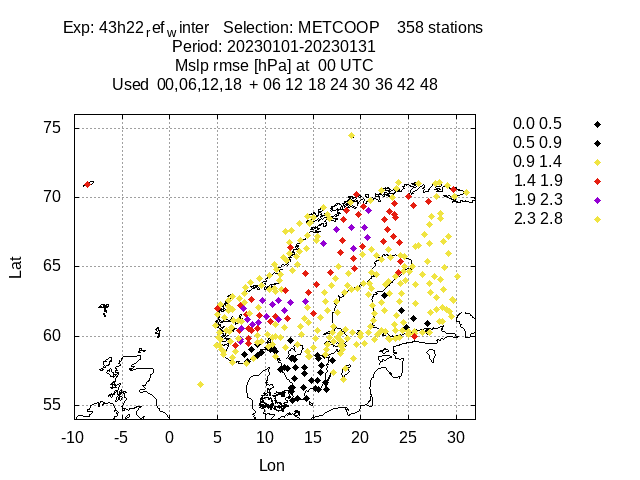 Exp: 43h22refwinter Selection: METCOOP 358 stations
Period: 20230101-20230131
Mslp rmse [hPa] at 00 UTC
Used 00,06,12,18 + 06 12 18 24 30 36 42 48
0.0 0.5
0.5 0.9
0.9 1.4
1.4 1.9
1.9 2.3
2.3 2.8
75
70
65
60
55
Lat
-10 -5 0 5 10 15 20 25 30
Lon